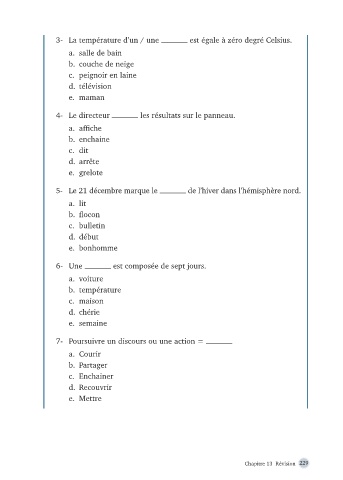 3- La température d'un / une ______ est égale à zéro degré Celsius.
a. salle de bain
b. couche de neige
c. peignoir en laine
d. télévision
e. maman
4- Le directeur ______ les résultats sur le panneau.
a. affiche
b. enchaine
c. dit
d. arrête
e. grelote
5- Le 21 décembre marque le ______ de l'hiver dans l'hémisphère nord.
a. lit
b. flocon
c. bulletin
d. début
e. bonhomme
6- Une ______ est composée de sept jours.
a. voiture
b. température
c. maison
d. chérie
e. semaine
7- Poursuivre un discours ou une action = ______
a. Courir
b. Partager
c. Enchainer
d. Recouvrir
e. Mettre
Chapitre 13 Révision 229